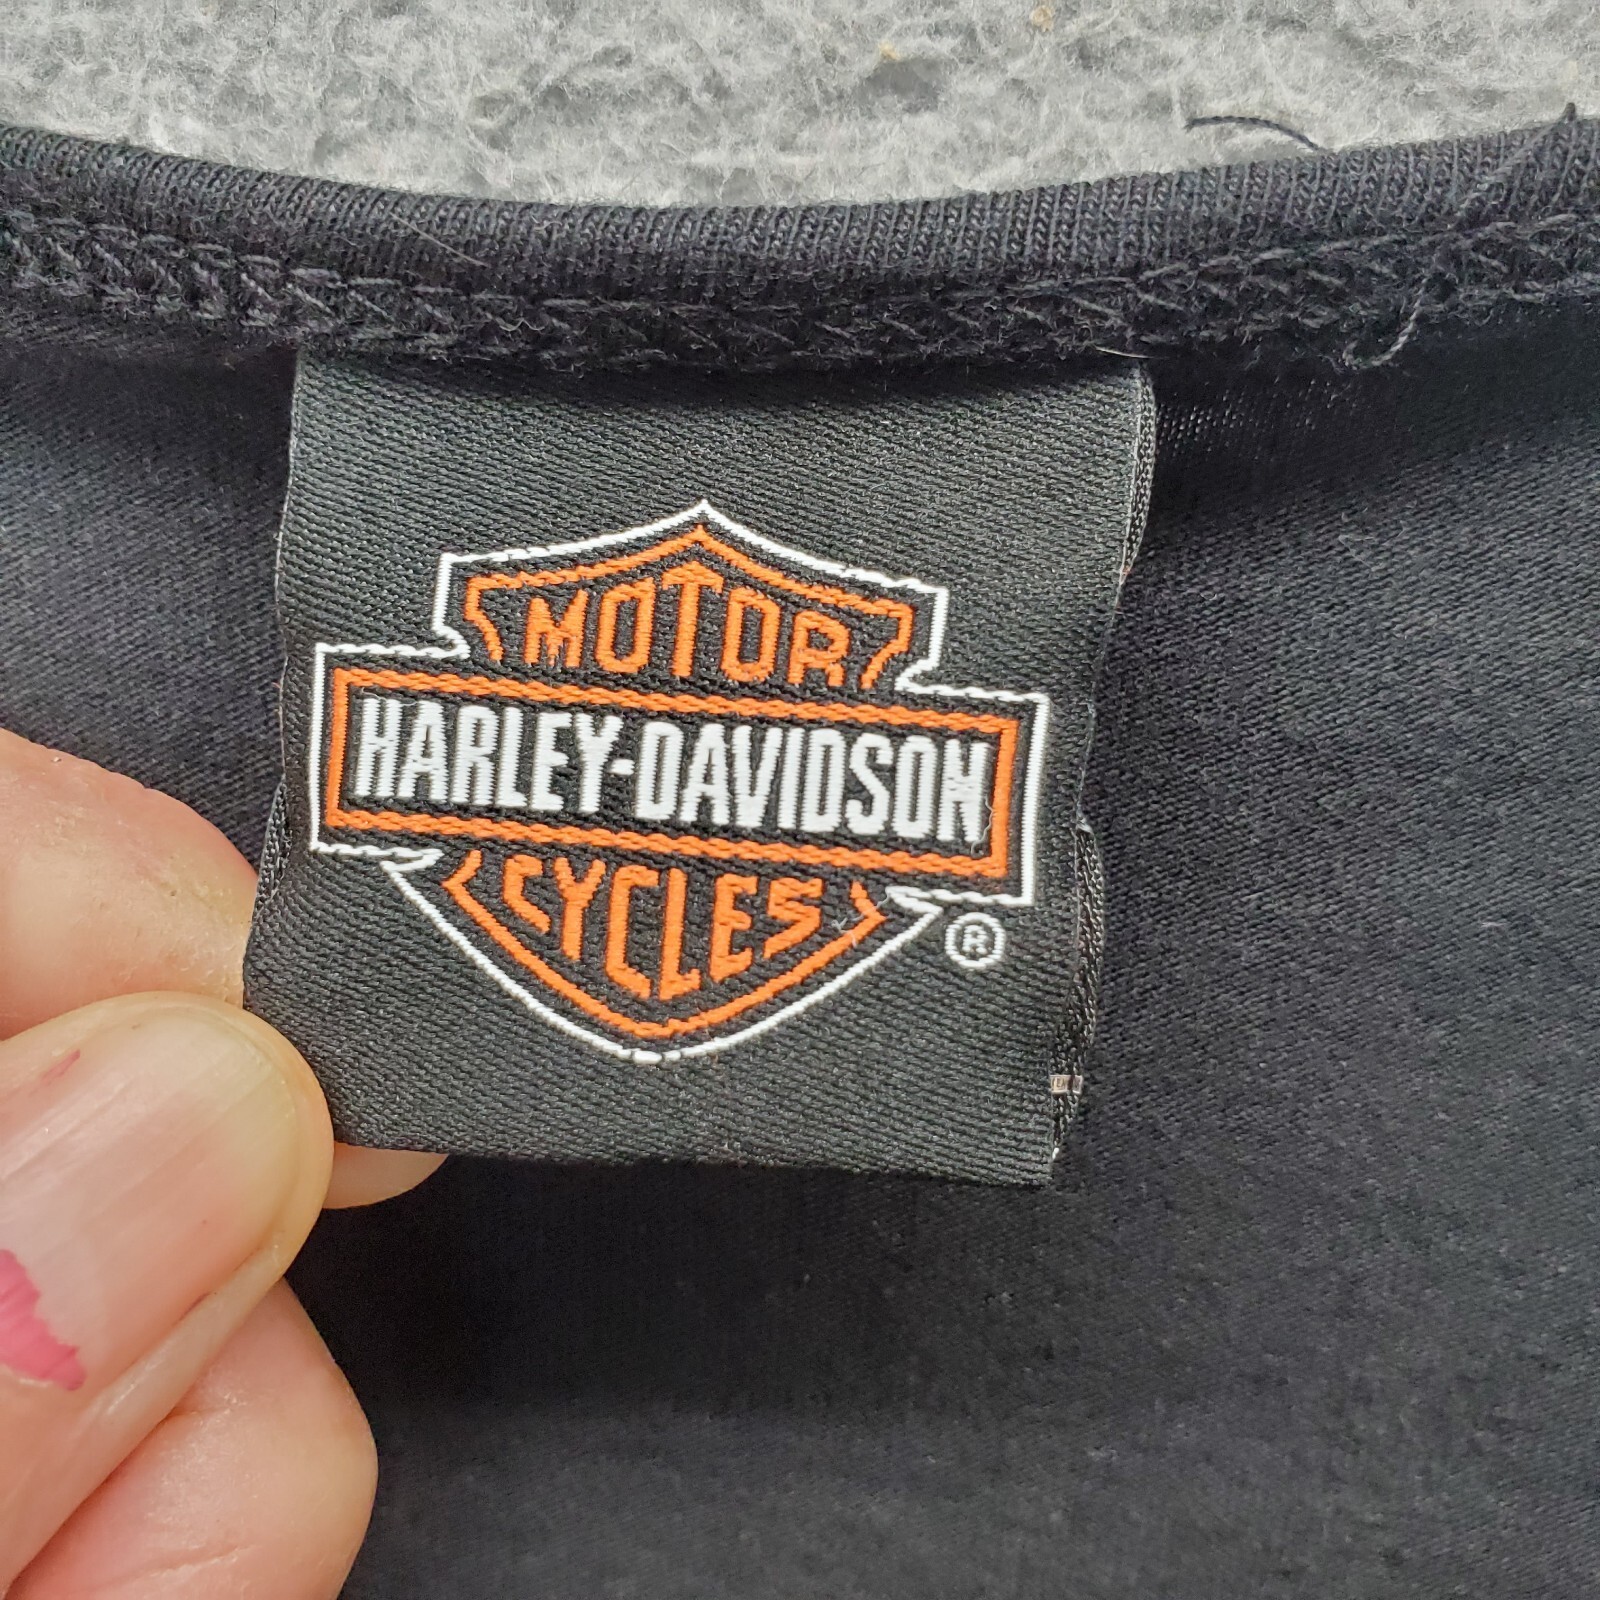 MOTOR
HARLEY-DAVIDSON
CYCLES
®